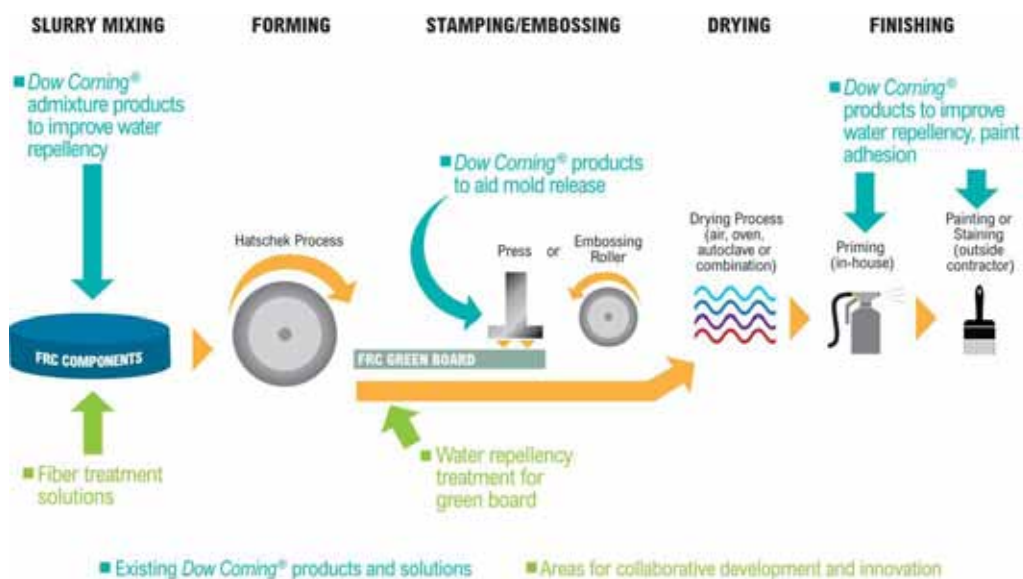 SLURRY MIXING
FORMING
STAMPING/EMBOSSING
DRYING
FINISHING
Dow Corning®
admixture products
to improve water
repellency
Dow Corning®
products to improve
water repellency, paint
adhesion
Dow Corning® products
to aid mold release
Hatschek Process
Press or Embossing
Roller
Drying Process
(air, oven,
autoclave or
combination)
Priming
(in-house)
Painting or
Staining
(outside
contractor)
FRC COMPONENTS
FRC GREEN BOARD
Fiber treatment
solutions
Water repellency
treatment for
green board
Existing Dow Corning® products and solutions
Areas for collaborative development and innovation